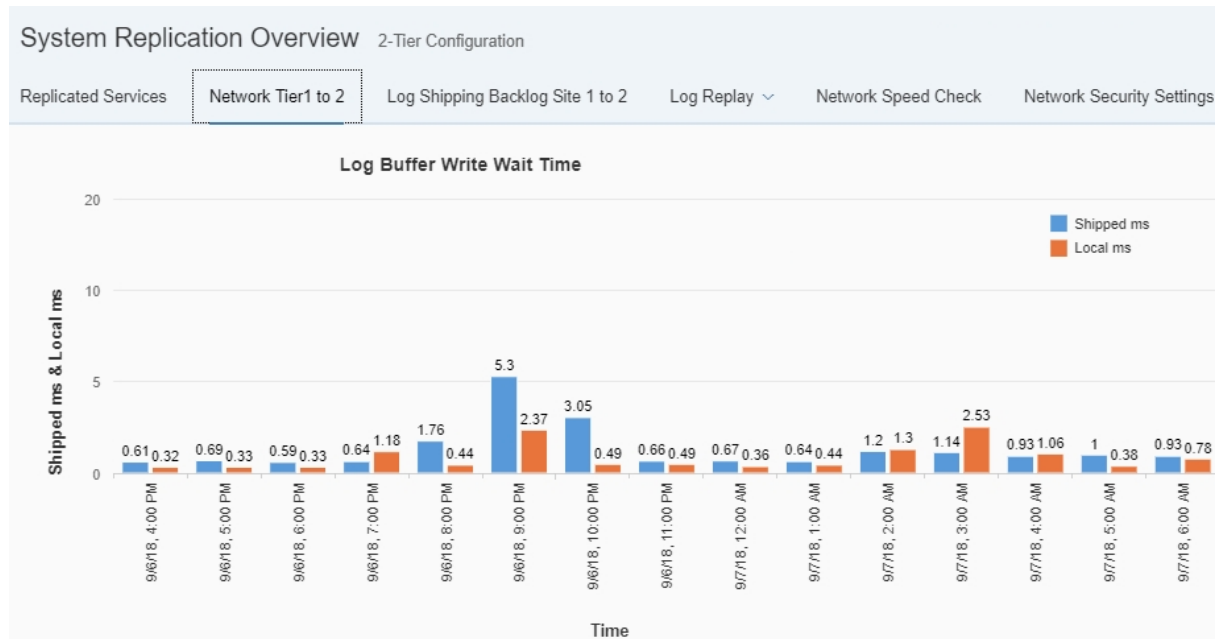 System Replication Overview 2-Tier Configuration
Replicated Services Network Tier1 to 2 Log Shipping Backlog Site 1 to 2 Log Replay Network Speed Check Network Security Settings
Log Buffer Write Wait Time
Shipped ms
Local ms
Shipped ms & Local ms
20
10
5
0
0.61 0.32 0.69 0.33 0.59 0.33 0.64 1.18 1.76 0.44 5.3 2.37 3.05 0.49 0.66 0.49 0.67 0.36 0.64 0.44 1.2 1.3 1.14 2.53 0.93 1.06 1 0.38 0.93 0.78
9/6/18, 4:00 PM
9/6/18, 5:00 PM
9/6/18, 6:00 PM
9/6/18, 7:00 PM
9/6/18, 8:00 PM
9/6/18, 9:00 PM
9/6/18, 10:00 PM
9/6/18, 11:00 PM
9/7/18, 12:00 AM
9/7/18, 1:00 AM
9/7/18, 2:00 AM
9/7/18, 3:00 AM
9/7/18, 4:00 AM
9/7/18, 5:00 AM
9/7/18, 6:00 AM
Time